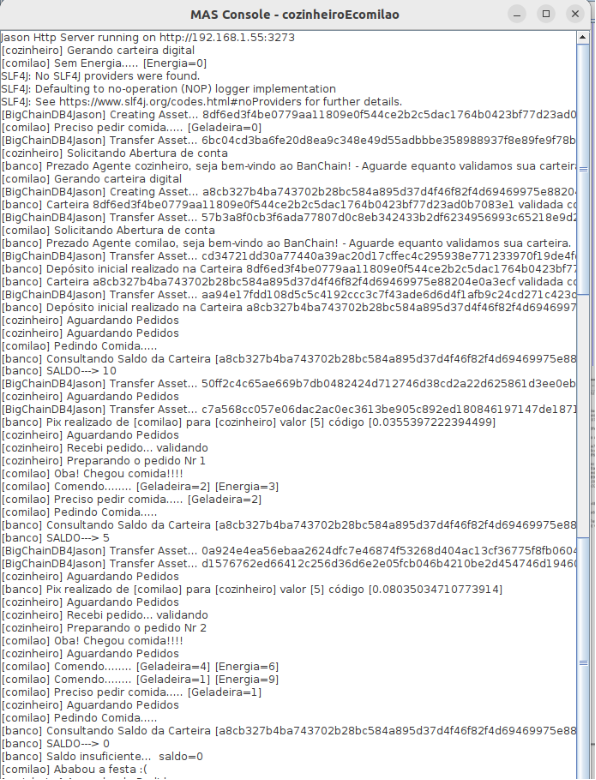 MAS Console - cozinheiroEcomilao
Jason Http Server running on http://192.168.1.55:3273
[cozinheiro] Gerando carteira digital
[comilao] Sem Energia..... [Energia=0]
SLF4J: No SLF4J providers were found.
SLF4J: Defaulting to no-operation (NOP) logger implementation
SLF4J: See https://www.slf4j.org/codes.html#noProviders for further details.
[BigChainDB4Jason] Creating Asset... 8df6ed3f4be0779aa11809e0f544ce2b2c5dac1764b0423bf77d23ad0
[comilao] Preciso pedir comida..... [Geladeira=0]
[BigChainDB4Jason] Transfer Asset... 6bc04cd3ba6fe20d8ea9c348e49d55adbbbe358988937f8e89fe9f78b
[cozinheiro] Solicitando Abertura de conta
[banco] Prezado Agente cozinheiro, seja bem-vindo ao BanChain! - Aguarde equanto validamos sua carteira
[comilao] Gerando carteira digital
[BigChainDB4Jason] Creating Asset... a8cb327b4ba743702b28bc584a895d37d4f46f82f4d69469975e88204
[banco] Carteira 8df6ed3f4be0779aa11809e0f544ce2b2c5dac1764b0423bf77d23ad0b7083e1 validada co
[BigChainDB4Jason] Transfer Asset... 57b3a8f0cb3f6ada77807d0c8eb342433b2df6234956993c65218e9d2
[comilao] Solicitando Abertura de conta
[banco] Prezado Agente comilao, seja bem-vindo ao BanChain! - Aguarde equanto validamos sua carteira.
[BigChainDB4Jason] Transfer Asset... cd34721dd30a77440a39ac20d17cffec4c295938e771233970f19de4f
[banco] Depósito inicial realizado na Carteira 8df6ed3f4be0779aa11809e0f544ce2b2c5dac1764b0423bf77
[banco] Carteira a8cb327b4ba743702b28bc584a895d37d4f46f82f4d69469975e88204e0a3ecf validada co
[BigChainDB4Jason] Transfer Asset... aa94e17fdd108d5c5c4192ccc3c7f43ade6d6d4f1afb9c24cd271c423c
[banco] Depósito inicial realizado na Carteira a8cb327b4ba743702b28bc584a895d37d4f46f82f4d69469975
[cozinheiro] Aguardando Pedidos
[cozinheiro] Aguardando Pedidos
[comilao] Pedindo Comida.....
[banco] Consultando Saldo da Carteira [a8cb327b4ba743702b28bc584a895d37d4f46f82f4d69469975e88
[banco] SALDO---> 10
[BigChainDB4Jason] Transfer Asset... 50ff2c4c65ae669b7db0482424d712746d38cd2a22d625861d3ee0eb
[cozinheiro] Aguardando Pedidos
[BigChainDB4Jason] Transfer Asset... c7a568cc057e06dac2ac0ec3613be905c892ed180846197147de1871
[banco] Pix realizado de [comilao] para [cozinheiro] valor [5] código [0.0355397222394499]
[cozinheiro] Aguardando Pedidos
[cozinheiro] Recebi pedido... validando
[cozinheiro] Preparando o pedido Nr 1
[comilao] Oba! Chegou comida!!!!
[comilao] Comendo........ [Geladeira=2] [Energia=3]
[comilao] Preciso pedir comida..... [Geladeira=2]
[comilao] Pedindo Comida.....
[banco] Consultando Saldo da Carteira [a8cb327b4ba743702b28bc584a895d37d4f46f82f4d69469975e88
[banco] SALDO---> 5
[BigChainDB4Jason] Transfer Asset... 0a924e4ea56ebaa2624dfc7e46874f53268d404ac13cf36775f8fb0604
[BigChainDB4Jason] Transfer Asset... d1576762ed66412c256d36d6e2e05fcb046b4210be2d454746d19460
[cozinheiro] Aguardando Pedidos
[banco] Pix realizado de [comilao] para [cozinheiro] valor [5] código [0.08035034710773914]
[cozinheiro] Aguardando Pedidos
[cozinheiro] Recebi pedido... validando
[cozinheiro] Preparando o pedido Nr 2
[comilao] Oba! Chegou comida!!!!
[cozinheiro] Aguardando Pedidos
[comilao] Comendo........ [Geladeira=4] [Energia=6]
[comilao] Comendo........ [Geladeira=1] [Energia=9]
[comilao] Preciso pedir comida..... [Geladeira=1]
[cozinheiro] Aguardando Pedidos
[comilao] Pedindo Comida.....
[banco] Consultando Saldo da Carteira [a8cb327b4ba743702b28bc584a895d37d4f46f82f4d69469975e88
[banco] SALDO---> 0
[banco] Saldo insuficiente... saldo=0
[comilao] Ababou a festa :(